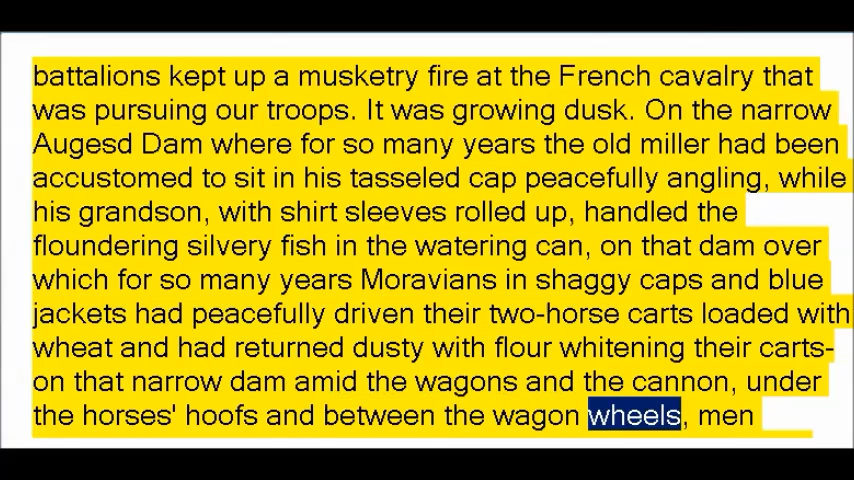 battalions kept up a musketry fire at the French cavalry that
was pursuing our troops. It was growing dusk. On the narrow
Augesd Dam where for so many years the old miller had been
accustomed to sit in his tasseled cap peacefully angling, while
his grandson, with shirt sleeves rolled up, handled the
floundering silvery fish in the watering can, on that dam over
which for so many years Moravians in shaggy caps and blue
jackets had peacefully driven their two-horse carts loaded with
wheat and had returned dusty with flour whitening their carts-
on that narrow dam amid the wagons and the cannon, under
the horses' hoofs and between the wagon wheels, men